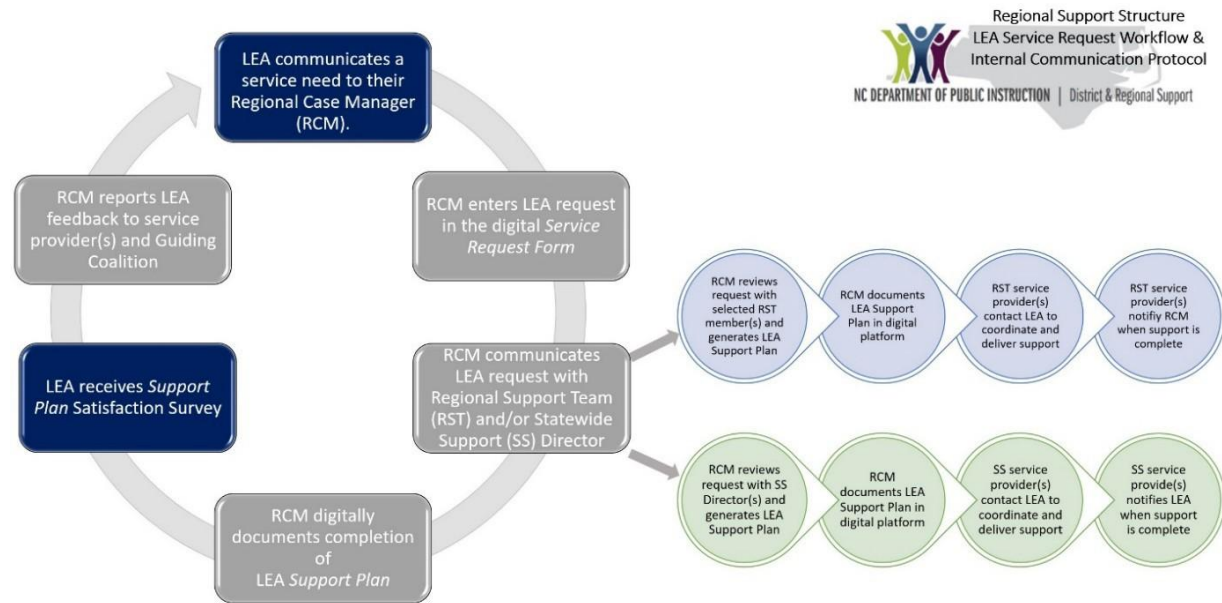 Regional Support Structure
LEA Service Request Workflow &
Internal Communication Protocol
NC DEPARTMENT OF PUBLIC INSTRUCTION | District & Regional Support
LEA communicates a
service need to their
Regional Case Manager
(RCM).
RCM enters LEA request
in the digital Service
Request Form
RCM communicates
LEA request with
Regional Support Team
(RST) and/or Statewide
Support (SS) Director
RCM digitally
documents completion
of
LEA Support Plan
LEA receives Support
Plan Satisfaction Survey
RCM reports LEA
feedback to service
provider(s) and Guiding
Coalition
RCM reviews
request with
selected RST
member(s) and
generates LEA
Support Plan
RCM documents
LEA Support
Plan in digital
platform
RST service
provider(s)
contact LEA to
coordinate and
deliver support
RST service
provider(s)
notifiy RCM
when support is
complete
RCM reviews
request with SS
Director(s) and
generates LEA
Support Plan
RCM
documents LEA
Support Plan in
digital platform
SS service
provider(s)
contact LEA to
coordinate and
deliver support
SS service
provide(s)
notifies LEA
when support
is complete